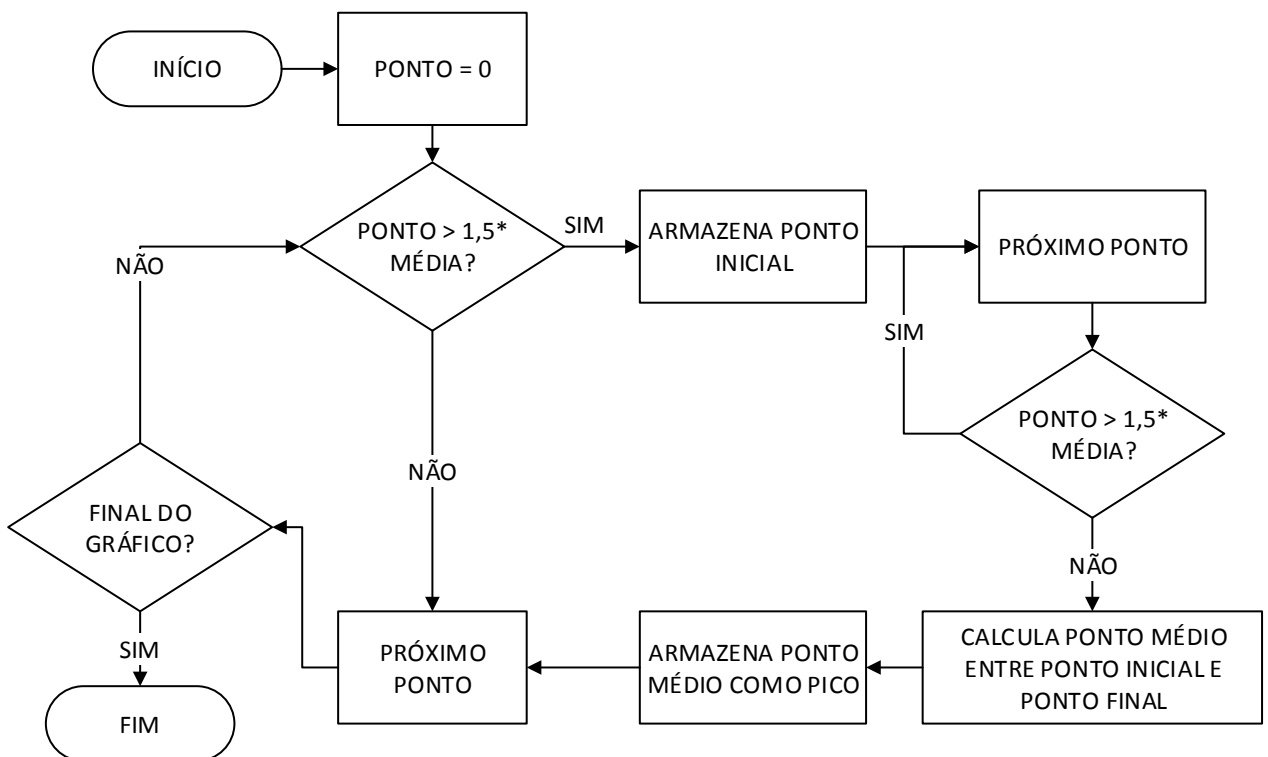 INÍCIO
PONTO = 0
PONTO > 1,5*
MÉDIA?
SIM
ARMAZENA PONTO
INICIAL
PRÓXIMO PONTO
NÃO
SIM
PONTO > 1,5*
MÉDIA?
NÃO
FINAL DO
GRÁFICO?
NÃO
SIM
PRÓXIMO
PONTO
ARMAZENA PONTO
MÉDIO COMO PICO
CALCULA PONTO MÉDIO
ENTRE PONTO INICIAL E
PONTO FINAL
FIM